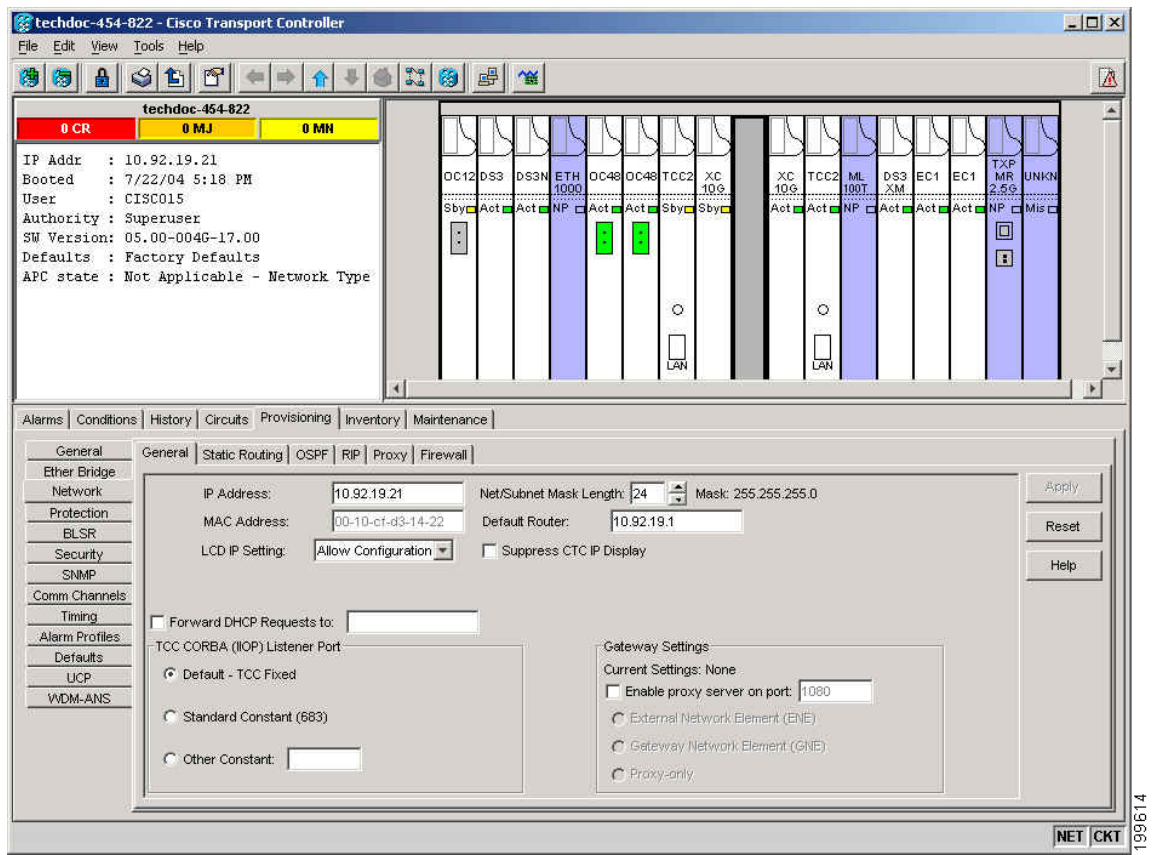 techdoc-454-822 - Cisco Transport Controller
File Edit View Tools Help
techdoc-454-822
0 CR 0 MJ 0 MN
IP Addr : 10.92.19.21
Booted : 7/22/04 5:18 PM
User : CISCO15
Authority : Superuser
SW Version: 05.00-004G-17.00
Defaults : Factory Defaults
APC state : Not Applicable - Network Type
OC12 DS3 DS3N ETH 1000 OC48 OC48 TCC2 XC 10G XC 10G TCC2 ML 100T DS3 XM EC1 EC1 TXP MR 2.5G UNKN
Sby Act Act NP Act Act Sby Sby Act Act NP Act Act Act NP Mis
LAN LAN
Alarms Conditions History Circuits Provisioning Inventory Maintenance
General
Ether Bridge
Network
Protection
BLSR
Security
SNMP
Comm Channels
Timing
Alarm Profiles
Defaults
UCP
WDM-ANS
General Static Routing OSPF RIP Proxy Firewall
IP Address: 10.92.19.21 Net/Subnet Mask Length: 24 Mask: 255.255.255.0
MAC Address: 00-10-cf-d3-14-22 Default Router: 10.92.19.1
LCD IP Setting: Allow Configuration Suppress CTC IP Display
Forward DHCP Requests to:
TCC CORBA (IIOP) Listener Port
Default - TCC Fixed
Standard Constant (683)
Other Constant:
Gateway Settings
Current Settings: None
Enable proxy server on port: 1080
External Network Element (ENE)
Gateway Network Element (GNE)
Proxy-only
Apply
Reset
Help
NET CKT
199614